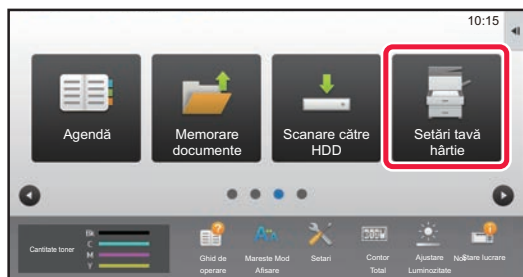 10:15
Agendă
Memorare
documente
Scanare către
HDD
Setări tavă
hârtie
Cantitate toner
Bk
C
M
Y
Ghid de
operare
Mareste Mod
Afisare
Setari
Contor
Total
Ajustare
Luminozitate
Stare lucrare